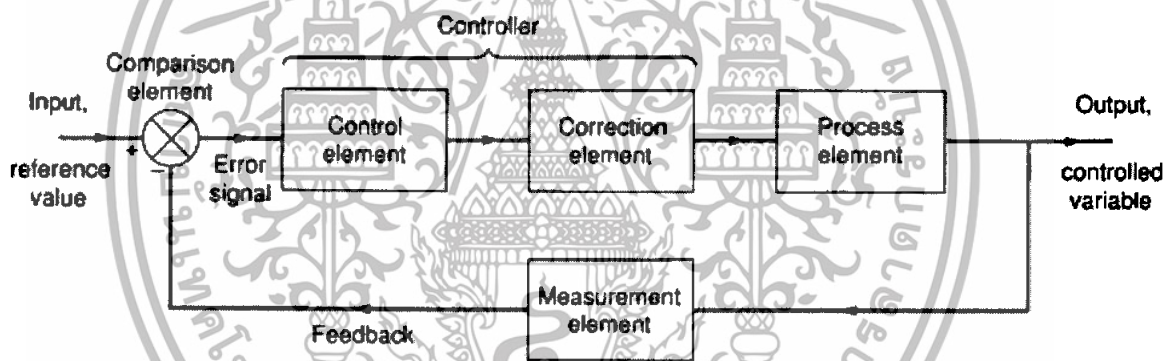 Controller
Comparison
element
Input,
reference
value
+
−
Error
signal
Control
element
Correction
element
Process
element
Output,
controlled
variable
Measurement
element
Feedback